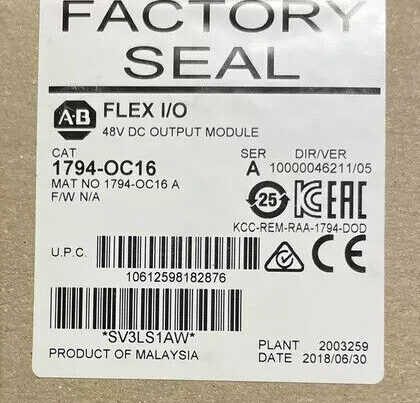 FACTORY
SEAL
A-B FLEX I/O
48V DC OUTPUT MODULE
CAT SER DIR/VER
1794-OC16 A 10000046211/05
MAT NO 1794-OC16 A
F/W N/A
25 EAC
KCC-REM-RAA-1794-DOD
U.P.C. CE
10612598182876
*SV3LS1AW*
PRODUCT OF MALAYSIA
PLANT 2003259
DATE 2018/06/30